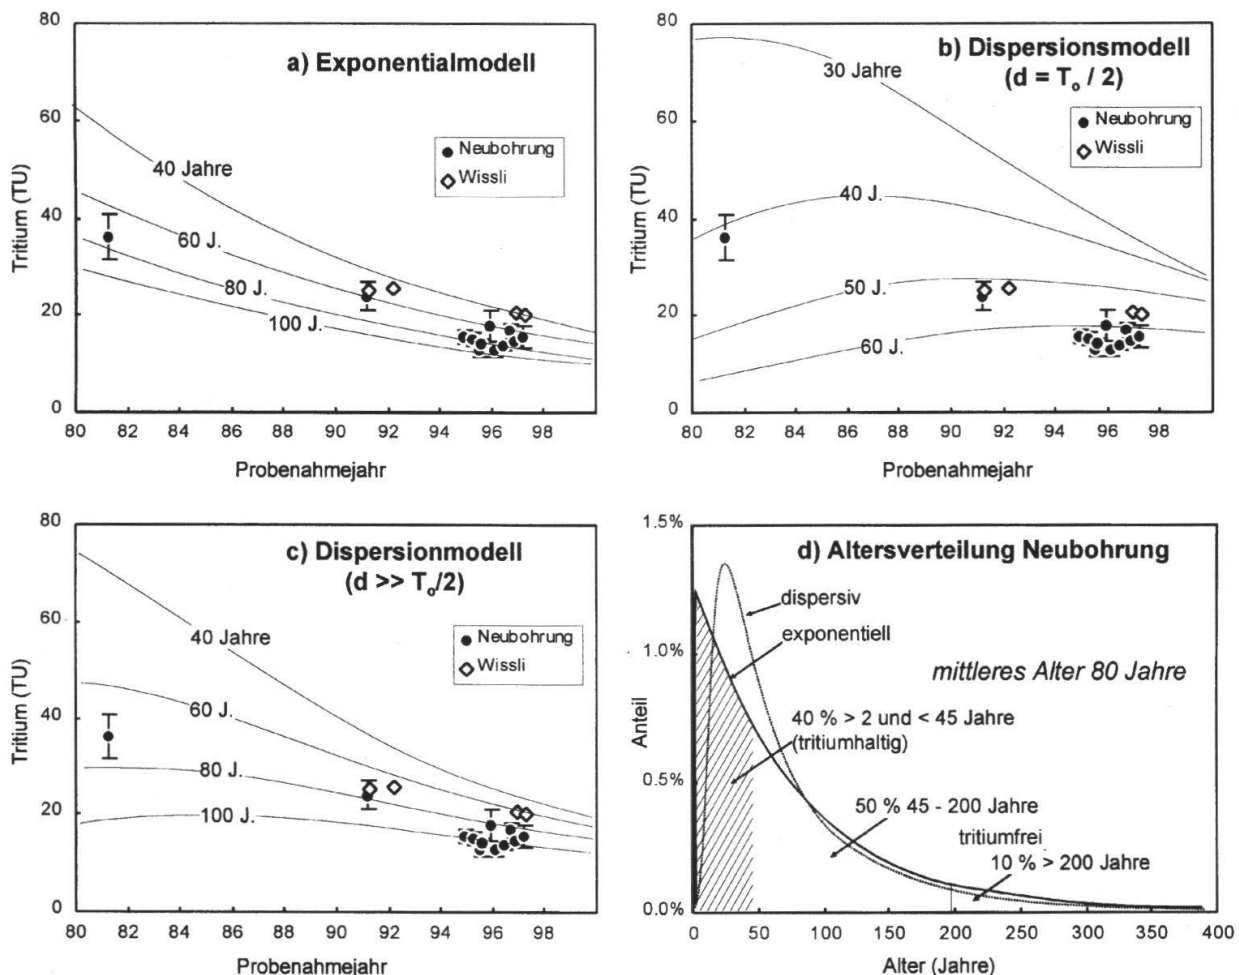 a) Exponentialmodell
80
60
40
20
0
Tritium (TU)
40 Jahre
60 J.
80 J.
100 J.
Neubohrung
Wissli
80 82 84 86 88 90 92 94 96 98
Probenahmejahr
b) Dispersionsmodell
(d = To / 2)
80
60
40
20
0
Tritium (TU)
30 Jahre
40 J.
50 J.
60 J.
Neubohrung
Wissli
80 82 84 86 88 90 92 94 96 98
Probenahmejahr
c) Dispersionmodell
(d >> To/2)
80
60
40
20
0
Tritium (TU)
40 Jahre
60 J.
80 J.
100 J.
Neubohrung
Wissli
80 82 84 86 88 90 92 94 96 98
Probenahmejahr
d) Altersverteilung Neubohrung
1.5%
1.0%
0.5%
0.0%
Anteil
dispersiv
exponentiell
mittleres Alter 80 Jahre
40 % > 2 und < 45 Jahre
(tritiumhaltig)
50 % 45 - 200 Jahre
tritiumfrei
10 % > 200 Jahre
0 50 100 150 200 250 300 350 400
Alter (Jahre)